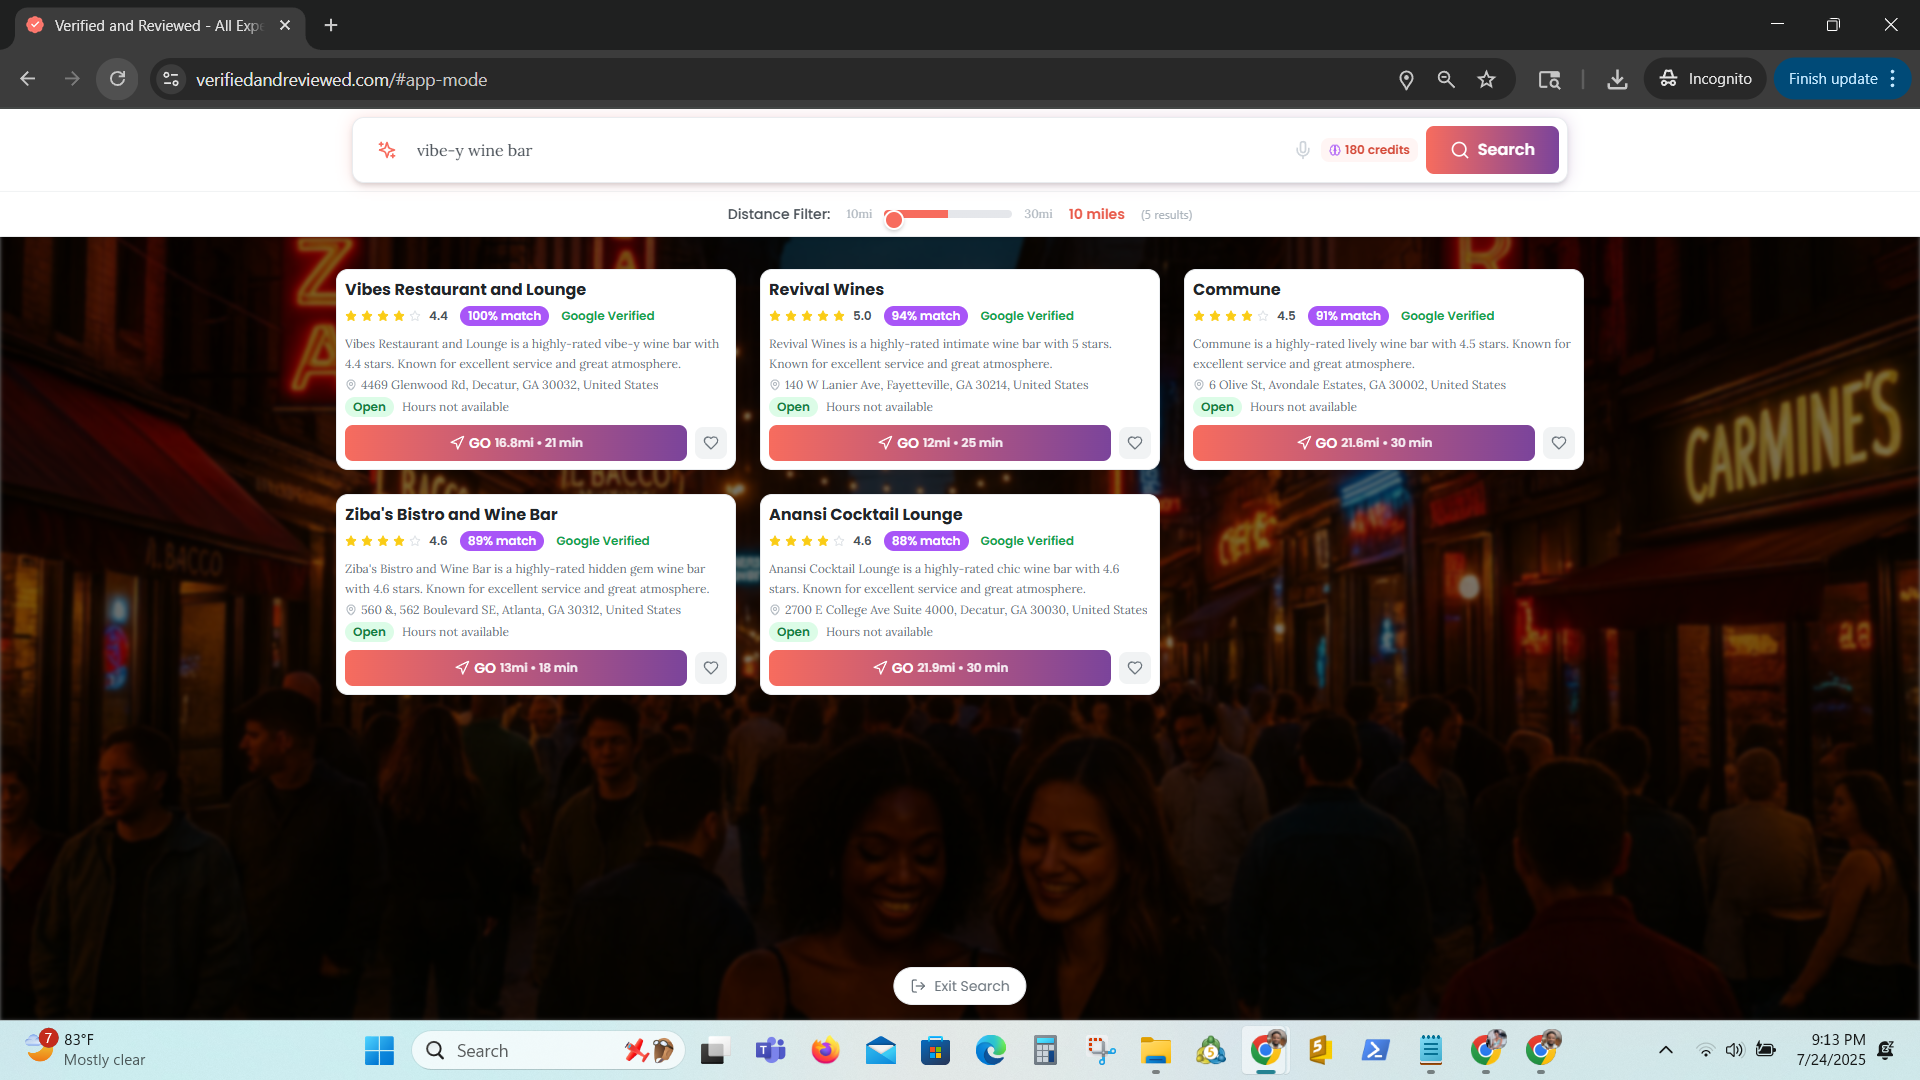 Verified and Reviewed - All Exp
verifiedandreviewed.com/#app-mode
Incognito
Finish update
vibe-y wine bar
180 credits
Search
Distance Filter:
10mi
30mi
10 miles
(5 results)
Vibes Restaurant and Lounge
4.4
100% match
Google Verified
Vibes Restaurant and Lounge is a highly-rated vibe-y wine bar with
4.4 stars. Known for excellent service and great atmosphere.
4469 Glenwood Rd, Decatur, GA 30032, United States
Open
Hours not available
GO 16.8mi • 21 min
Revival Wines
5.0
94% match
Google Verified
Revival Wines is a highly-rated intimate wine bar with 5 stars.
Known for excellent service and great atmosphere.
140 W Lanier Ave, Fayetteville, GA 30214, United States
Open
Hours not available
GO 12mi • 25 min
Commune
4.5
91% match
Google Verified
Commune is a highly-rated lively wine bar with 4.5 stars. Known for
excellent service and great atmosphere.
6 Olive St, Avondale Estates, GA 30002, United States
Open
Hours not available
GO 21.6mi • 30 min
Ziba's Bistro and Wine Bar
4.6
89% match
Google Verified
Ziba's Bistro and Wine Bar is a highly-rated hidden gem wine bar
with 4.6 stars. Known for excellent service and great atmosphere.
560 &, 562 Boulevard SE, Atlanta, GA 30312, United States
Open
Hours not available
GO 13mi • 18 min
Anansi Cocktail Lounge
4.6
88% match
Google Verified
Anansi Cocktail Lounge is a highly-rated chic wine bar with 4.6
stars. Known for excellent service and great atmosphere.
2700 E College Ave Suite 4000, Decatur, GA 30030, United States
Open
Hours not available
GO 21.9mi • 30 min
CARMINE'S
IL BACCO
IL BACCO
Exit Search
7
83°F
Mostly clear
Search
9:13 PM
7/24/2025